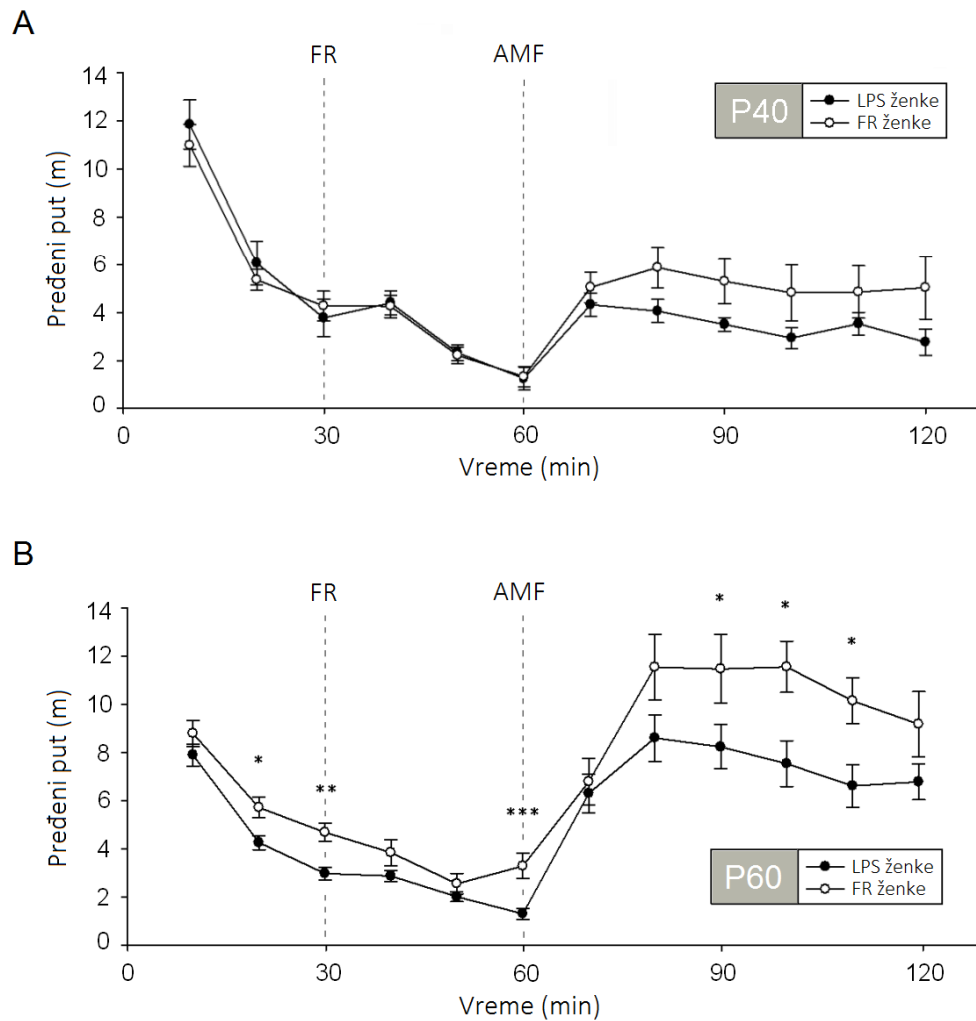 A
FR AMF
P40
LPS ženke
FR ženke
Pređeni put (m)
14
12
10
8
6
4
2
0
0 30 60 90 120
Vreme (min)
B
FR AMF
* ** *** * * *
Pređeni put (m)
14
12
10
8
6
4
2
0
P60
LPS ženke
FR ženke
0 30 60 90 120
Vreme (min)